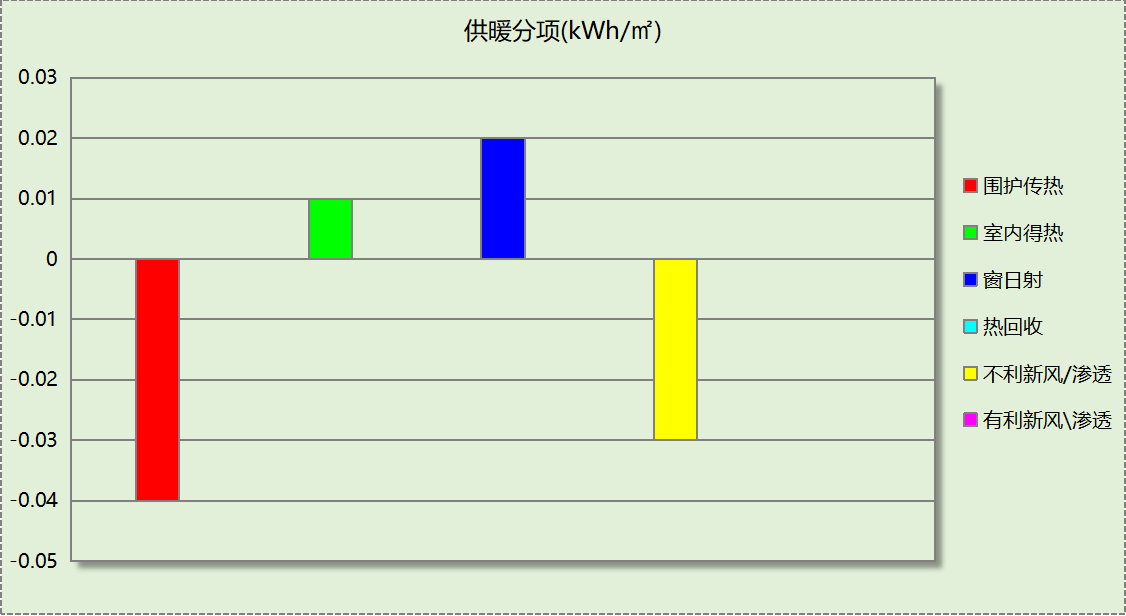 供暖分项(kWh/㎡)
0.03
0.02
0.01
0
-0.01
-0.02
-0.03
-0.04
-0.05
围护传热
室内得热
窗日射
热回收
不利新风/渗透
有利新风\渗透